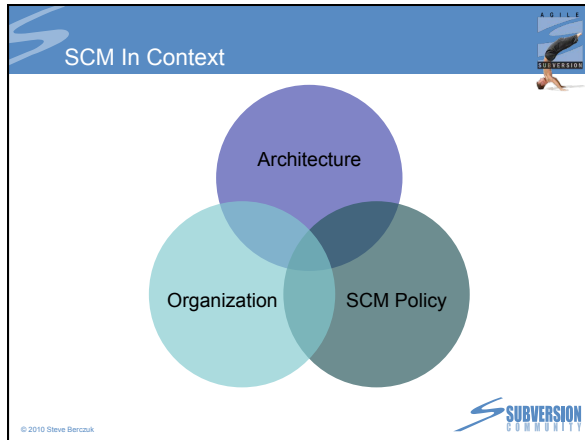 AGILE
SUBVERSION
SCM In Context
Architecture
Organization
SCM Policy
© 2010 Steve Berczuk
SUBVERSION
COMMUNITY